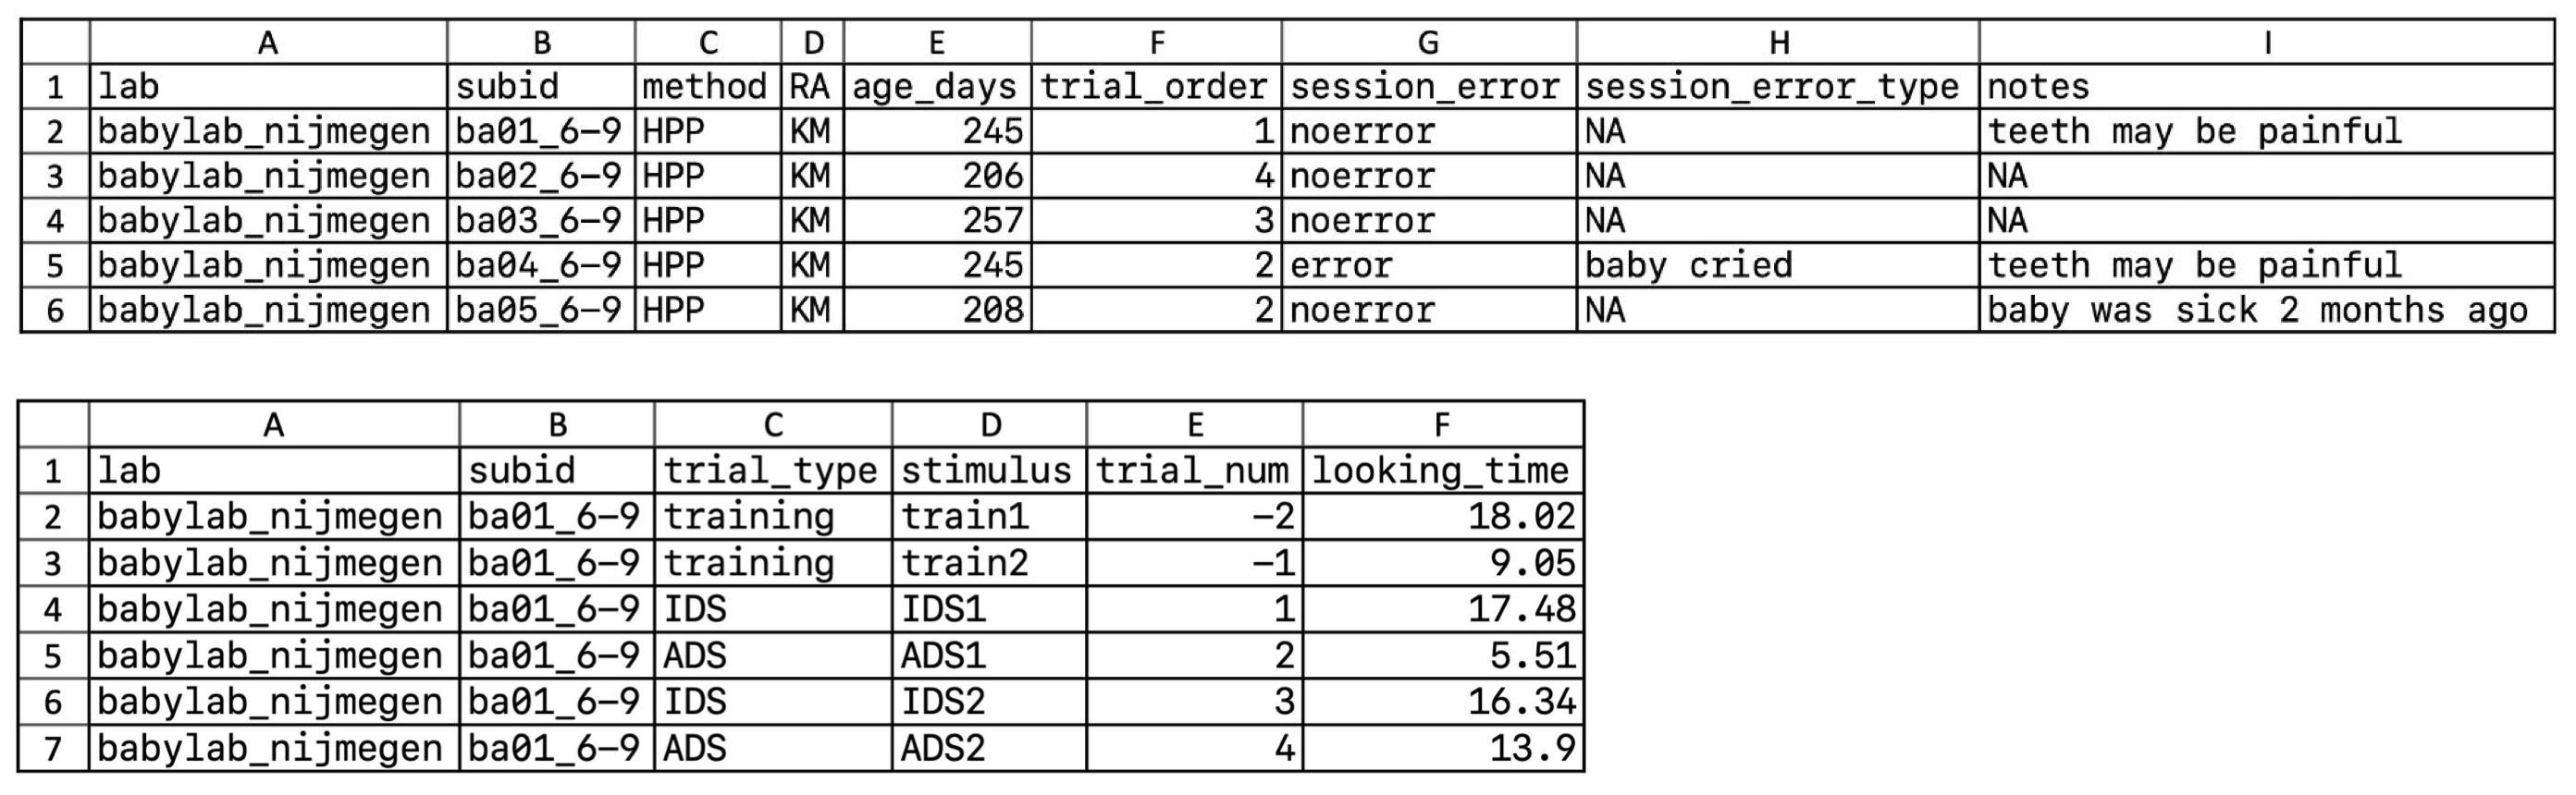 A B C D E F G H I
1 lab subid method RA age_days trial_order session_error session_error_type notes
2 babylab_nijmegen ba01_6-9 HPP KM 245 1 noerror NA teeth may be painful
3 babylab_nijmegen ba02_6-9 HPP KM 206 4 noerror NA NA
4 babylab_nijmegen ba03_6-9 HPP KM 257 3 noerror NA NA
5 babylab_nijmegen ba04_6-9 HPP KM 245 2 error baby cried teeth may be painful
6 babylab_nijmegen ba05_6-9 HPP KM 208 2 noerror NA baby was sick 2 months ago
A B C D E F
1 lab subid trial_type stimulus trial_num looking_time
2 babylab_nijmegen ba01_6-9 training train1 -2 18.02
3 babylab_nijmegen ba01_6-9 training train2 -1 9.05
4 babylab_nijmegen ba01_6-9 IDS IDS1 1 17.48
5 babylab_nijmegen ba01_6-9 ADS ADS1 2 5.51
6 babylab_nijmegen ba01_6-9 IDS IDS2 3 16.34
7 babylab_nijmegen ba01_6-9 ADS ADS2 4 13.9